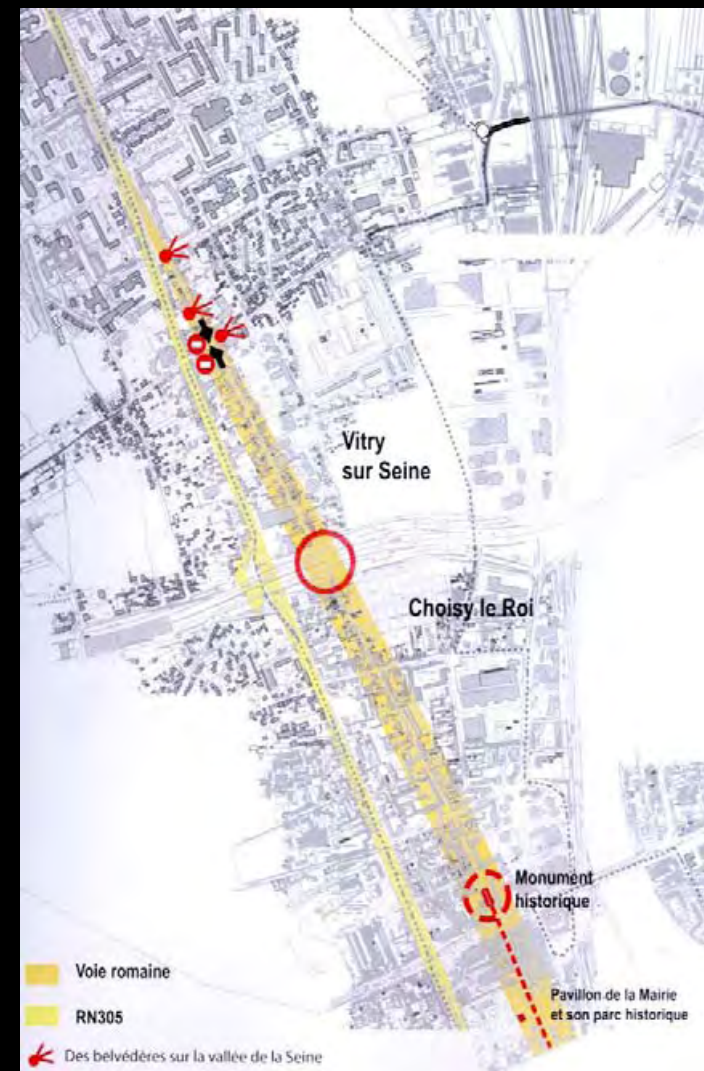 Vitry
sur Seine
Choisy le Roi
Monument
historique
Pavillon de la Mairie
et son parc historique
Voie romaine
RN305
Des belvédères sur la vallée de la Seine